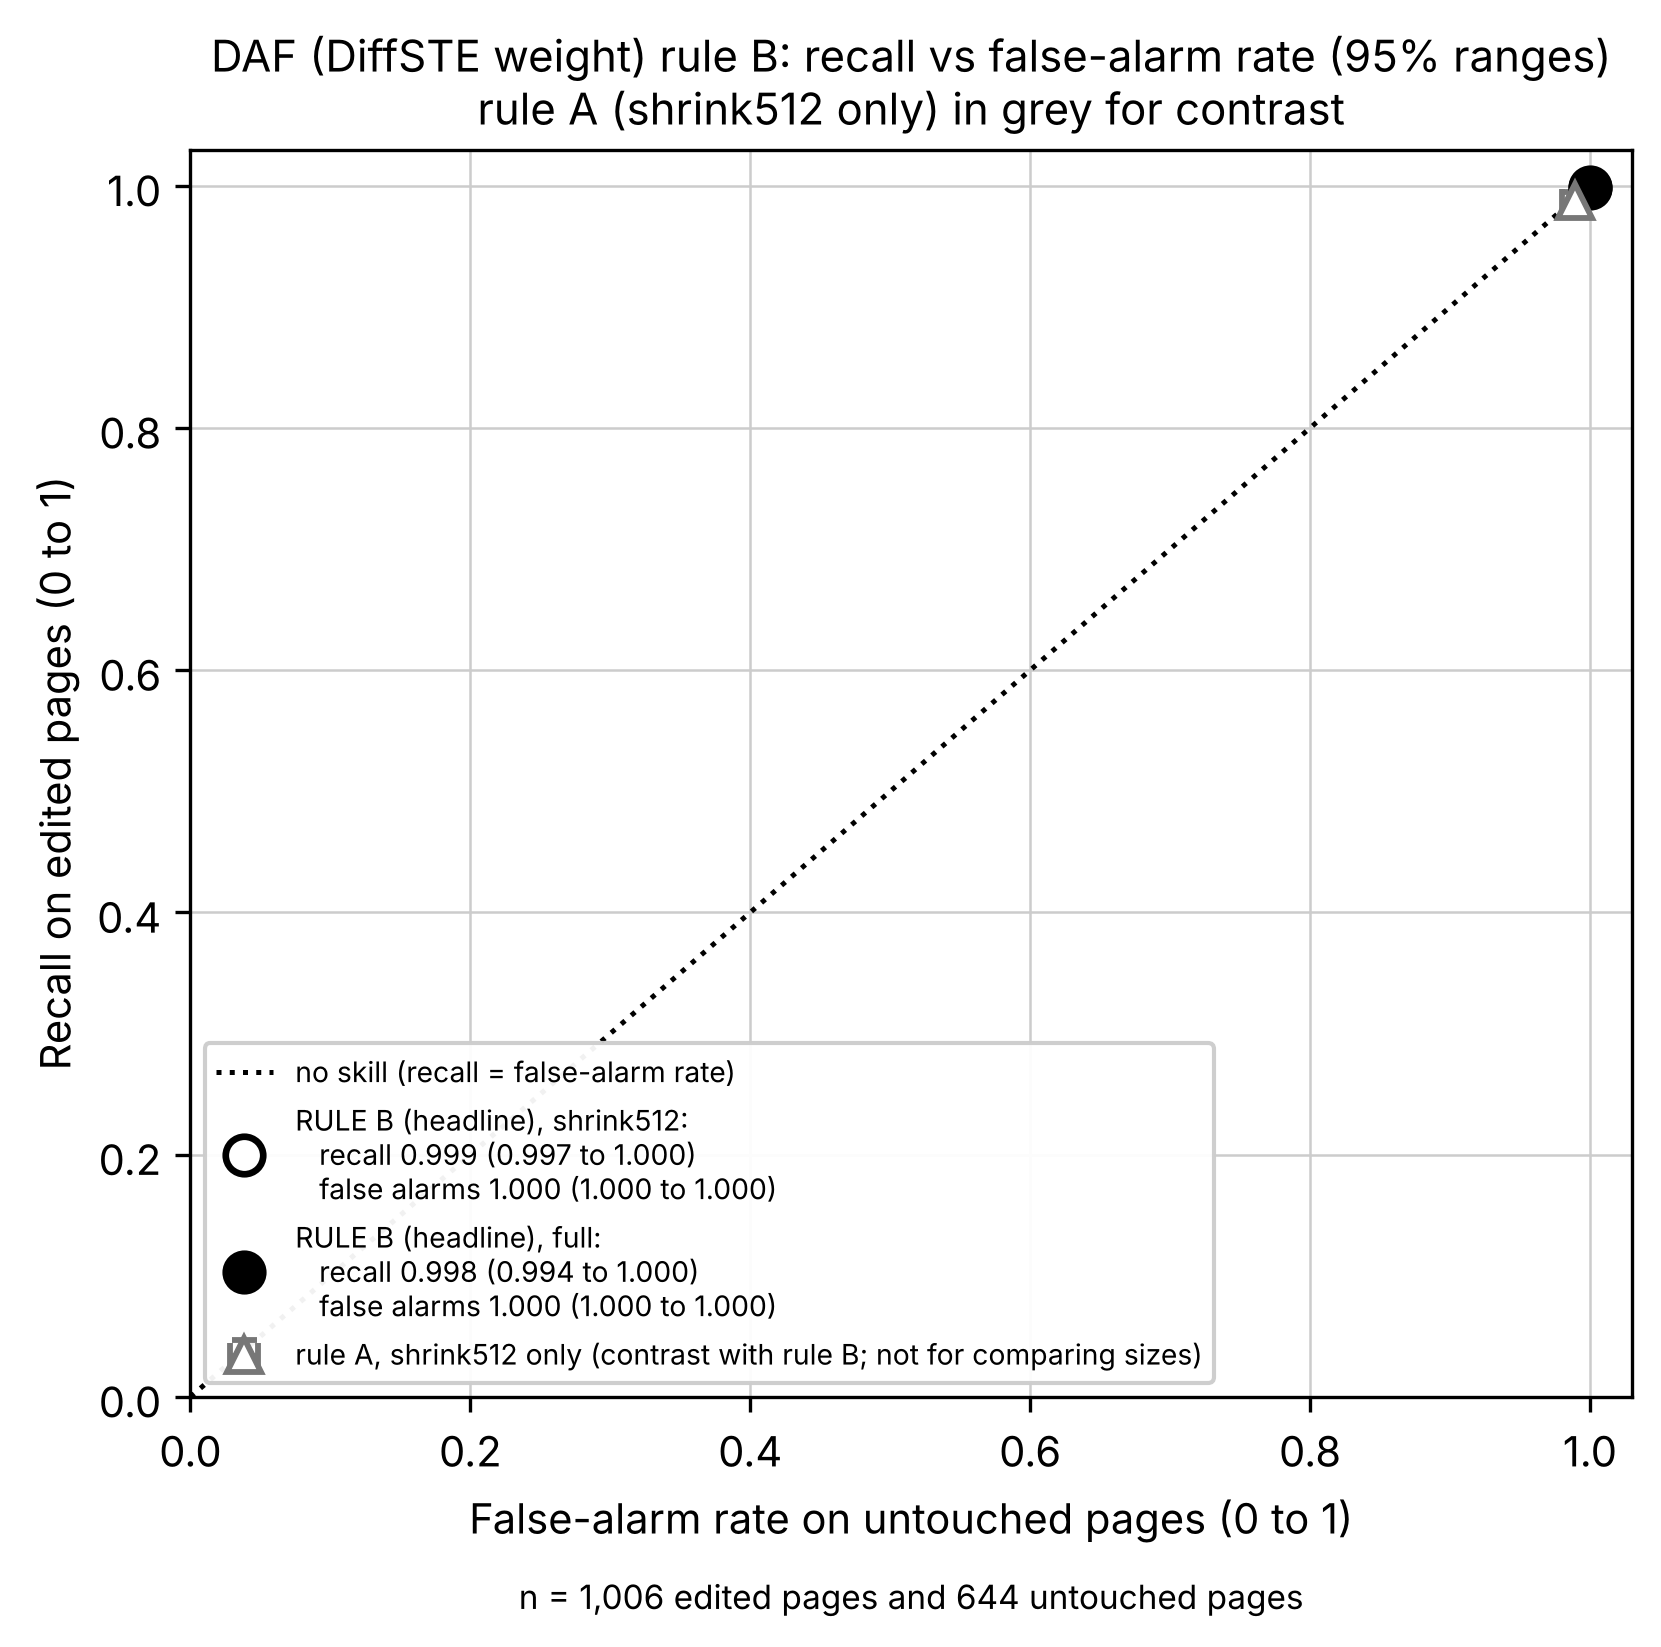 DAF (DiffSTE weight) rule B: recall vs false-alarm rate (95% ranges)
rule A (shrink512 only) in grey for contrast
Recall on edited pages (0 to 1)
1.0
0.8
0.6
0.4
0.2
0.0
no skill (recall = false-alarm rate)
RULE B (headline), shrink512:
recall 0.999 (0.997 to 1.000)
false alarms 1.000 (1.000 to 1.000)
RULE B (headline), full:
recall 0.998 (0.994 to 1.000)
false alarms 1.000 (1.000 to 1.000)
rule A, shrink512 only (contrast with rule B; not for comparing sizes)
0.0 0.2 0.4 0.6 0.8 1.0
False-alarm rate on untouched pages (0 to 1)
n = 1,006 edited pages and 644 untouched pages